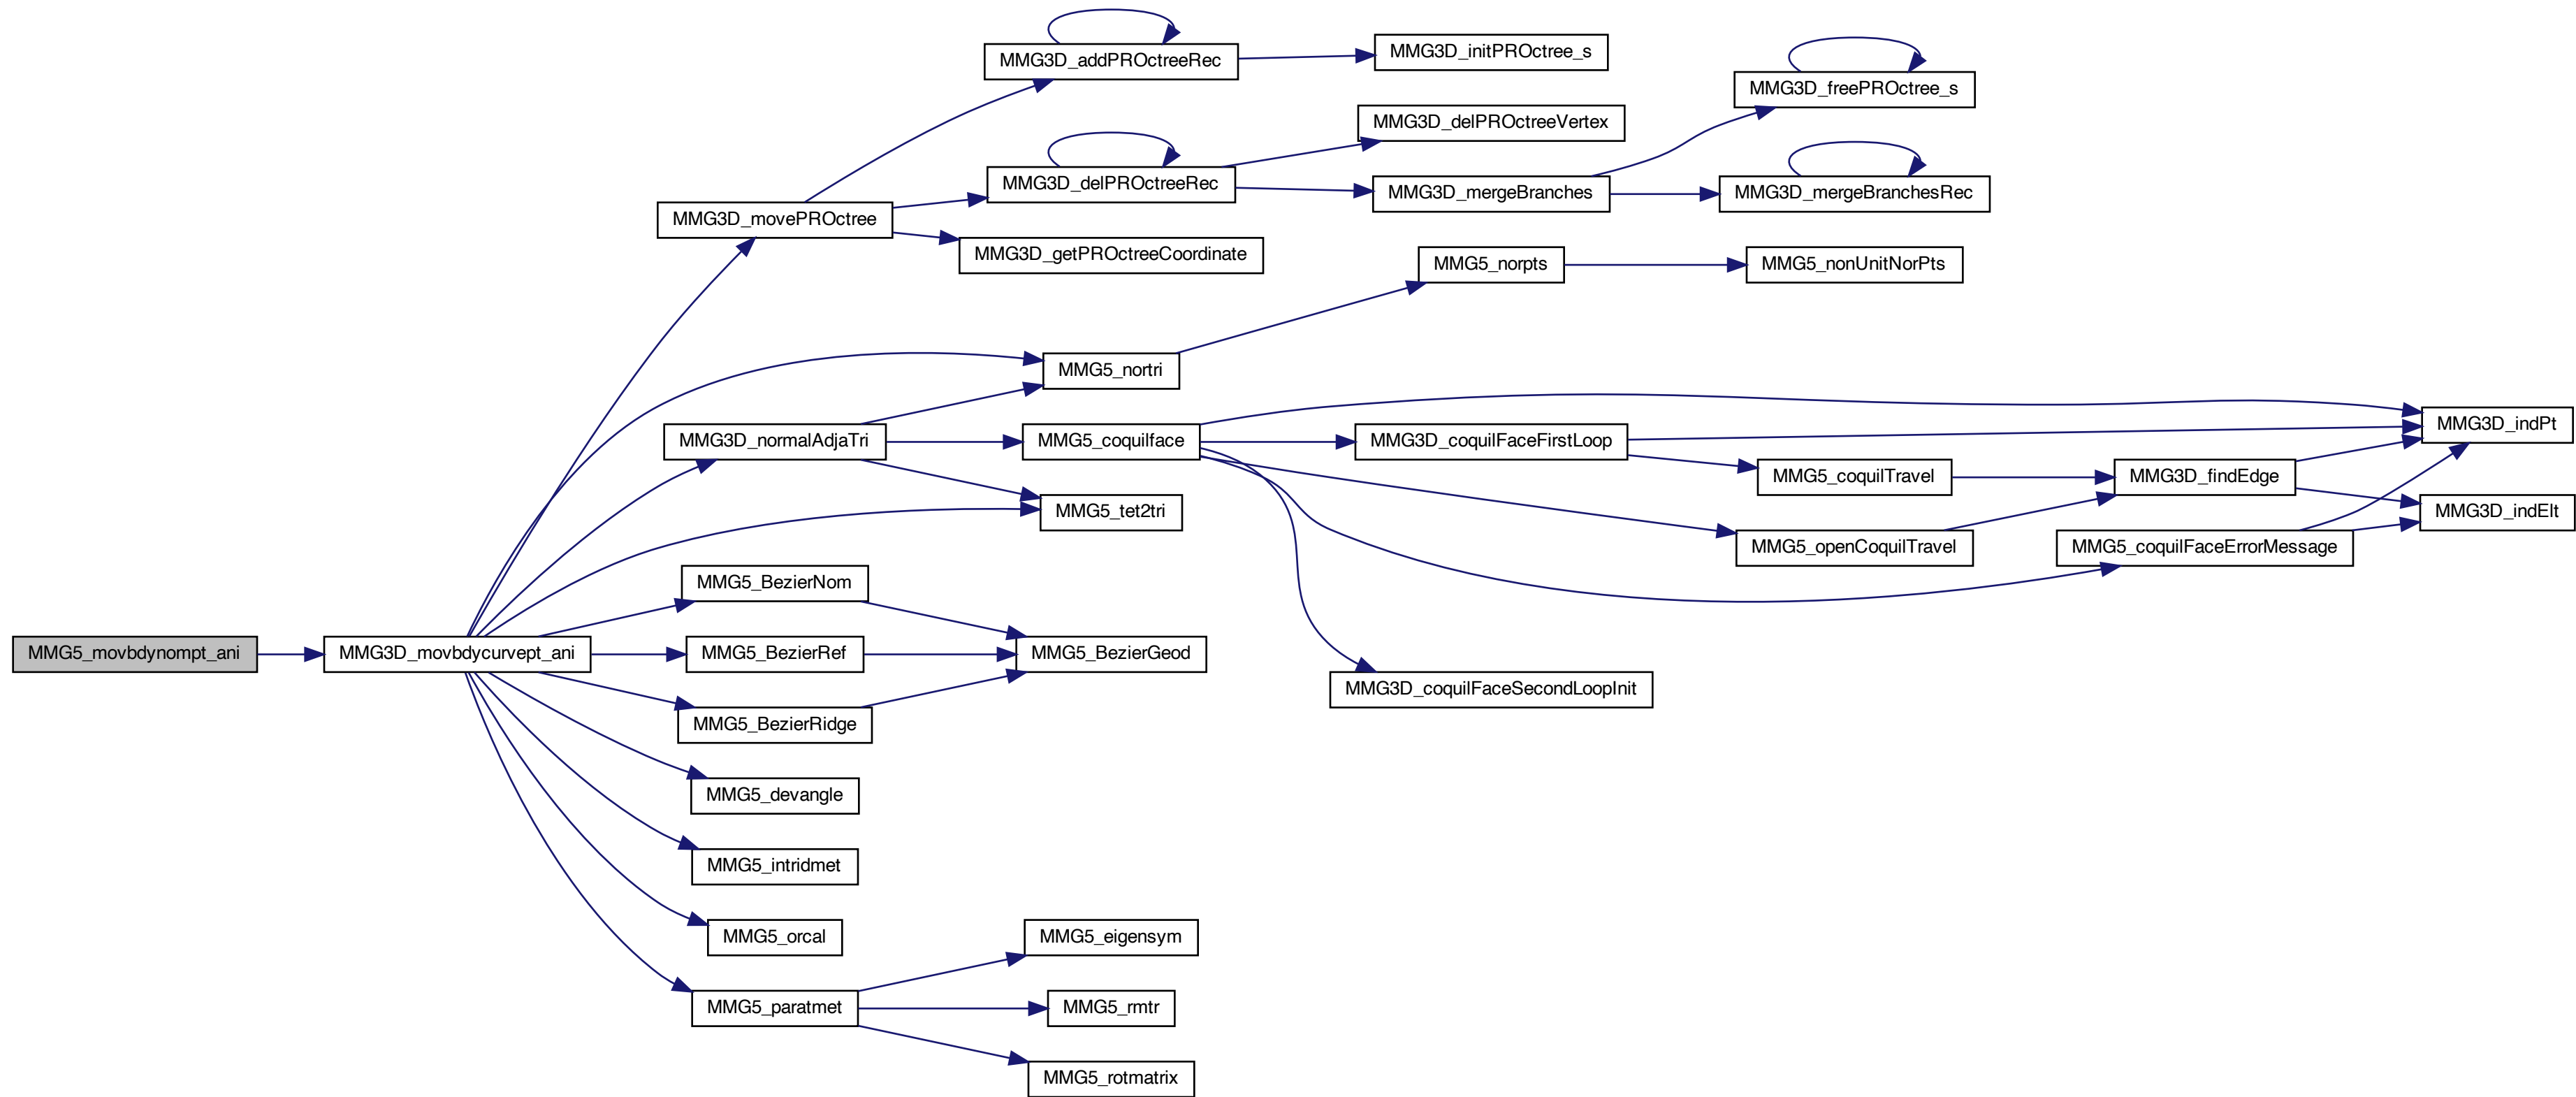 MMG5_movbdynompt_ani
MMG3D_movbdycurvept_ani
MMG3D_movePROctree
MMG3D_addPROctreeRec
MMG3D_initPROctree_s
MMG3D_delPROctreeRec
MMG3D_delPROctreeVertex
MMG3D_mergeBranches
MMG3D_freePROctree_s
MMG3D_mergeBranchesRec
MMG3D_getPROctreeCoordinate
MMG5_nortri
MMG5_norpts
MMG5_nonUnitNorPts
MMG3D_normalAdjaTri
MMG5_coquilface
MMG3D_coquilFaceFirstLoop
MMG5_coquilTravel
MMG3D_findEdge
MMG3D_indPt
MMG3D_indElt
MMG5_openCoquilTravel
MMG5_coquilFaceErrorMessage
MMG3D_coquilFaceSecondLoopInit
MMG5_tet2tri
MMG5_BezierNom
MMG5_BezierRef
MMG5_BezierGeod
MMG5_BezierRidge
MMG5_devangle
MMG5_intridmet
MMG5_orcal
MMG5_paratmet
MMG5_eigensym
MMG5_rmtr
MMG5_rotmatrix